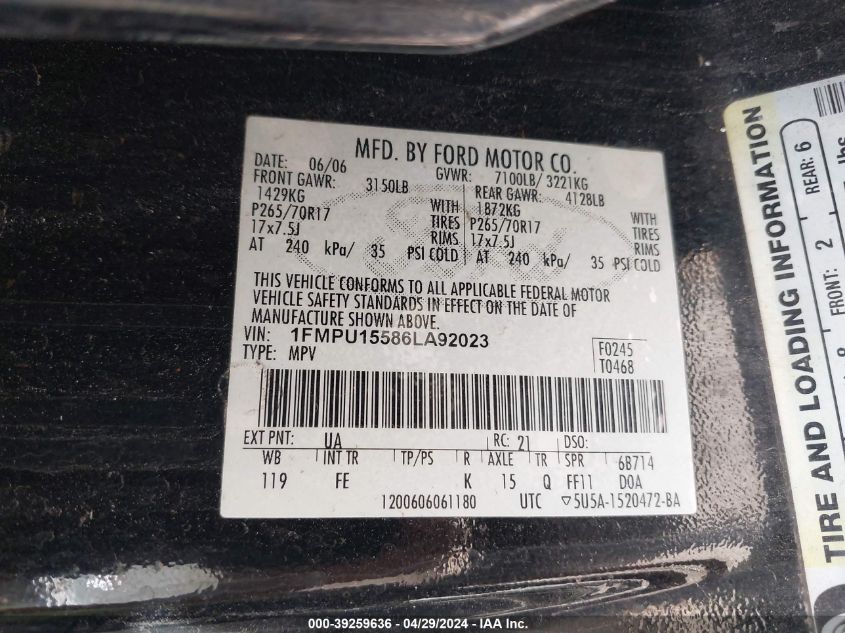 MFD. BY FORD MOTOR CO.
DATE: 06/06 GVWR: 7100LB/ 3221KG
FRONT GAWR: 3150LB REAR GAWR: 4128LB
1429KG WITH 1872KG WITH
P265/70R17 TIRES P265/70R17 TIRES
17x7.5J RIMS 17x7.5J RIMS
AT 240 kPa/ 35 PSI COLD AT 240 kPa/ 35 PSI COLD
THIS VEHICLE CONFORMS TO ALL APPLICABLE FEDERAL MOTOR
VEHICLE SAFETY STANDARDS IN EFFECT ON THE DATE OF
MANUFACTURE SHOWN ABOVE.
VIN: 1FMPU15586LA92023
TYPE: MPV
F0245
T0468
EXT PNT: UA RC: 21 DSO:
WB INT TR TP/PS R AXLE TR SPR 6B714
119 FE K 15 Q FF11 DOA
1200606061180 UTC ▽5U5A-1520472-BA
TIRE AND LOADING INFORMATION
FRONT: 2 REAR: 6
lbs
000-39259636 - 04/29/2024 - IAA Inc.